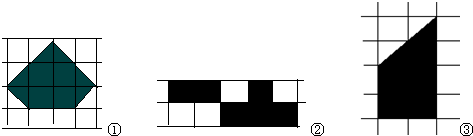 ① ② ③